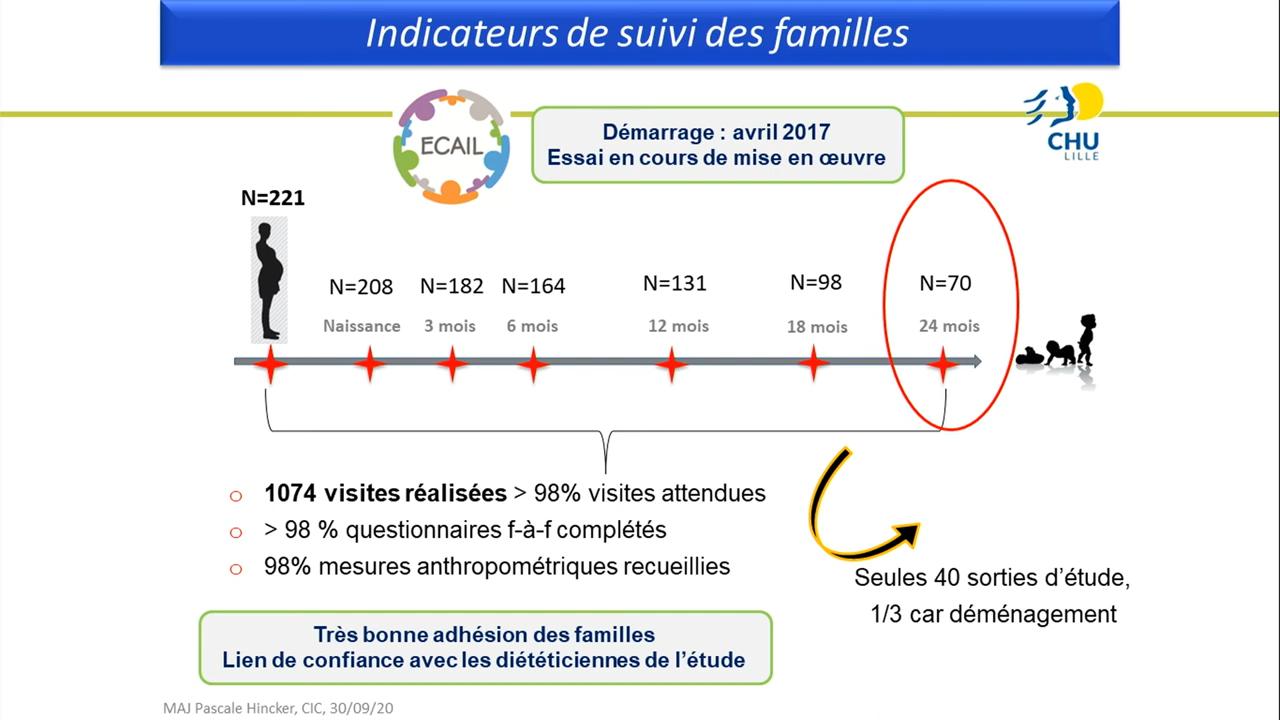 Indicateurs de suivi des familles
ECAIL
Démarrage : avril 2017
Essai en cours de mise en œuvre
CHU
LILLE
N=221
N=208
N=182
N=164
N=131
N=98
N=70
Naissance
3 mois
6 mois
12 mois
18 mois
24 mois
o 1074 visites réalisées > 98% visites attendues
o > 98 % questionnaires f-à-f complétés
o 98% mesures anthropométriques recueillies
Seules 40 sorties d’étude,
1/3 car déménagement
Très bonne adhésion des familles
Lien de confiance avec les diététiciennes de l’étude
MAJ Pascale Hincker, CIC, 30/09/20